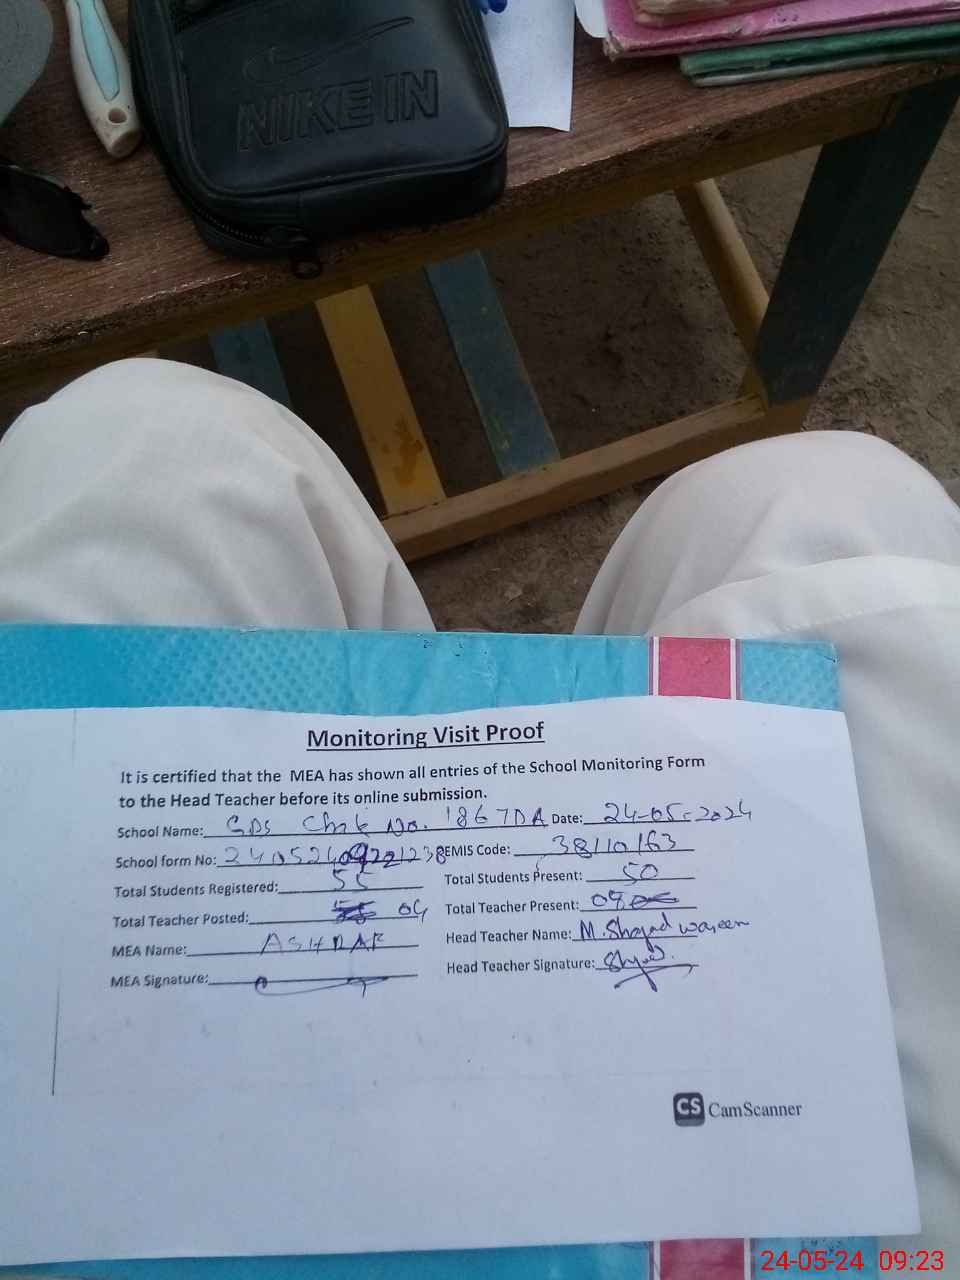 NIKE IN
Monitoring Visit Proof
It is certified that the MEA has shown all entries of the School Monitoring Form
to the Head Teacher before its online submission.
School Name: GPS Chak No. 186 7DA Date: 24-05-2024
School form No: EMIS Code: 38110163
Total Students Registered: 55 Total Students Present: 50
Total Teacher Posted: 04 Total Teacher Present:
MEA Name: ASHRAF Head Teacher Name: M. Shazad
MEA Signature: Head Teacher Signature:
CS CamScanner
24-05-24 09:23